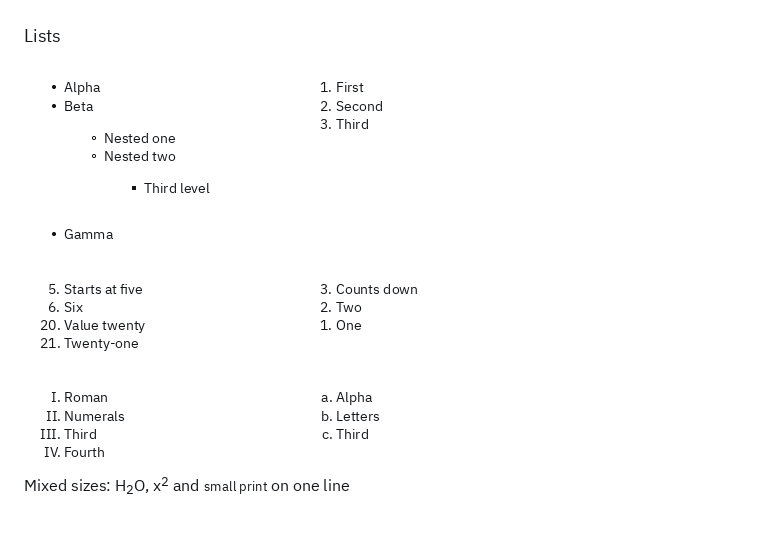 Lists
• Alpha
• Beta
◦ Nested one
◦ Nested two
▪ Third level
• Gamma
1. First
2. Second
3. Third
5. Starts at five
6. Six
20. Value twenty
21. Twenty-one
3. Counts down
2. Two
1. One
I. Roman
II. Numerals
III. Third
IV. Fourth
a. Alpha
b. Letters
c. Third
Mixed sizes: H₂O, x² and small print on one line